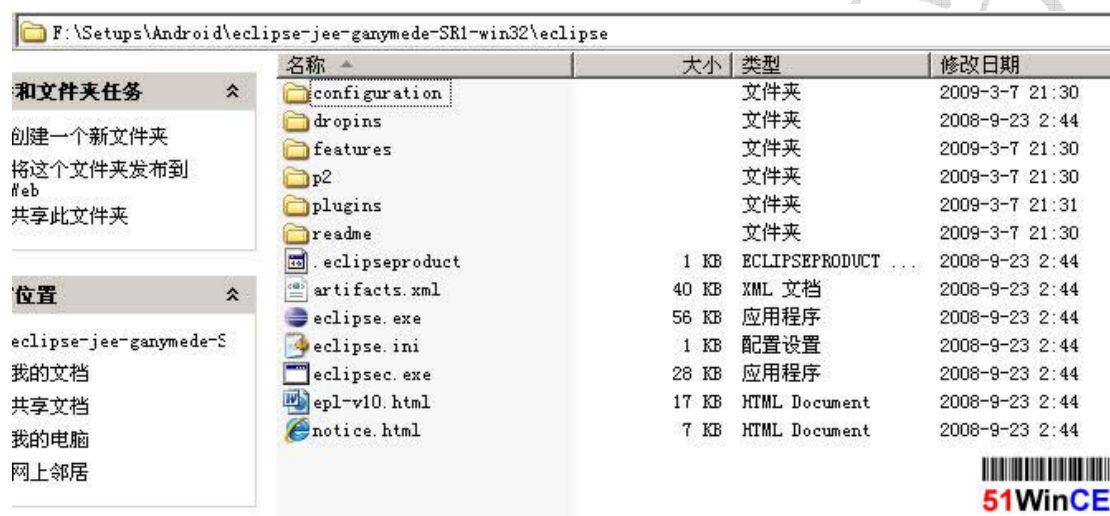 F:\Setups\Android\eclipse-jee-ganymede-SR1-win32\eclipse
名称 大小 类型 修改日期
和文件夹任务
创建一个新文件夹
将这个文件夹发布到
Web
共享此文件夹
位置
eclipse-jee-ganymede-S
我的文档
共享文档
我的电脑
网上邻居
configuration 文件夹 2009-3-7 21:30
dropins 文件夹 2008-9-23 2:44
features 文件夹 2009-3-7 21:30
p2 文件夹 2009-3-7 21:30
plugins 文件夹 2009-3-7 21:31
readme 文件夹 2009-3-7 21:30
.eclipseproduct 1 KB ECLIPSEPRODUCT ... 2008-9-23 2:44
artifacts.xml 40 KB XML 文档 2008-9-23 2:44
eclipse.exe 56 KB 应用程序 2008-9-23 2:44
eclipse.ini 1 KB 配置设置 2008-9-23 2:44
eclipsec.exe 28 KB 应用程序 2008-9-23 2:44
epl-v10.html 17 KB HTML Document 2008-9-23 2:44
notice.html 7 KB HTML Document 2008-9-23 2:44
51WinCE